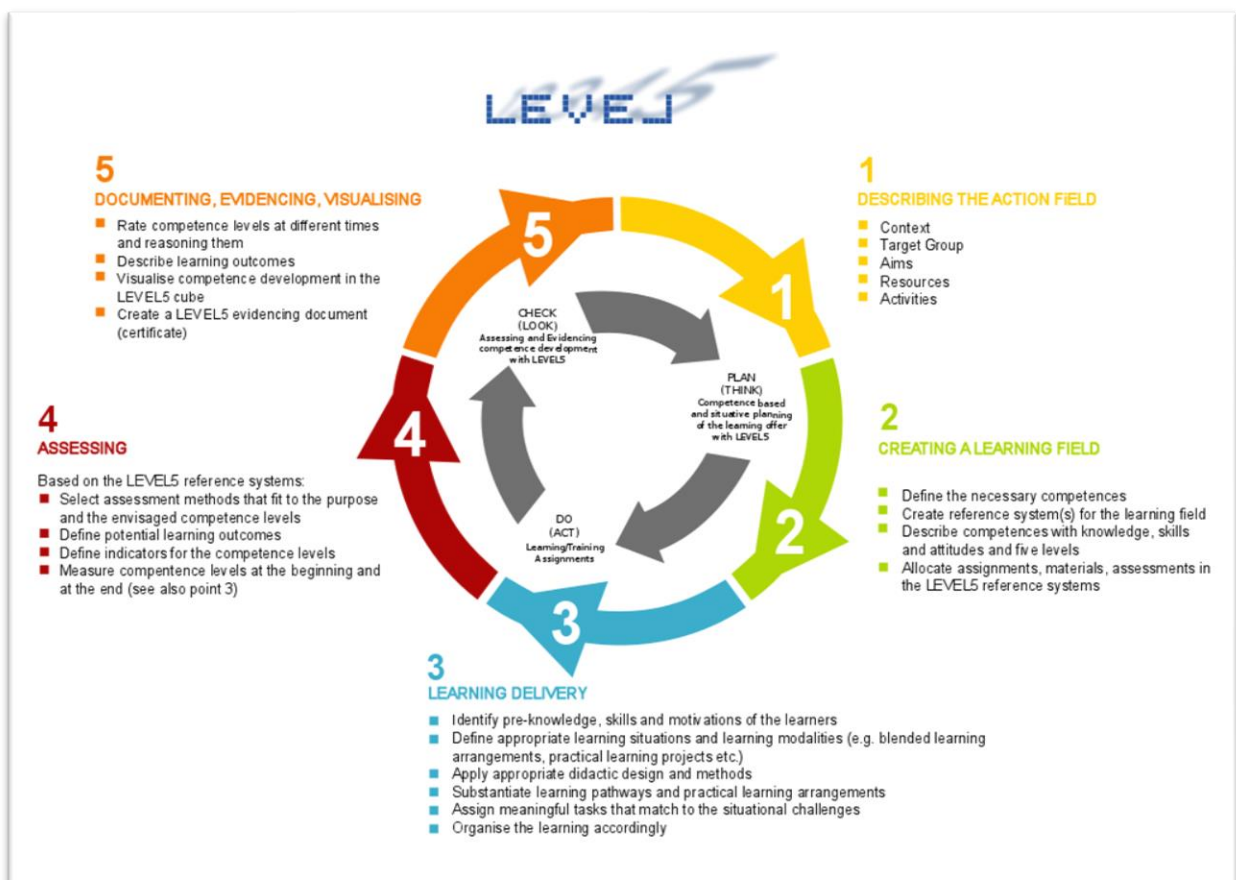 LEVEL5
5
DOCUMENTING, EVIDENCING, VISUALISING
Rate competence levels at different times
and reasoning them
Describe learning outcomes
Visualise competence development in the
LEVEL5 cube
Create a LEVEL5 evidencing document
(certificate)
1
DESCRIBING THE ACTION FIELD
Context
Target Group
Aims
Resources
Activities
5
1
CHECK
(LOOK)
Assessing and Evidencing
competence development
with LEVEL5
PLAN
(THINK)
Competence based
and situative planning
of the learning offer
with LEVEL5
4
ASSESSING
Based on the LEVEL5 reference systems:
Select assessment methods that fit to the purpose
and the envisaged competence levels
Define potential learning outcomes
Define indicators for the competence levels
Measure compentence levels at the beginning and
at the end (see also point 3)
4
DO
(ACT)
Learning/Training
Assignments
2
2
CREATING A LEARNING FIELD
Define the necessary competences
Create reference system(s) for the learning field
Describe competences with knowledge, skills
and attitudes and five levels
Allocate assignments, materials, assessments in
the LEVEL5 reference systems
3
3
LEARNING DELIVERY
Identify pre-knowledge, skills and motivations of the learners
Define appropriate learning situations and learning modalities (e.g. blended learning
arrangements, practical learning projects etc.)
Apply appropriate didactic design and methods
Substantiate learning pathways and practical learning arrangements
Assign meaningful tasks that match to the situational challenges
Organise the learning accordingly